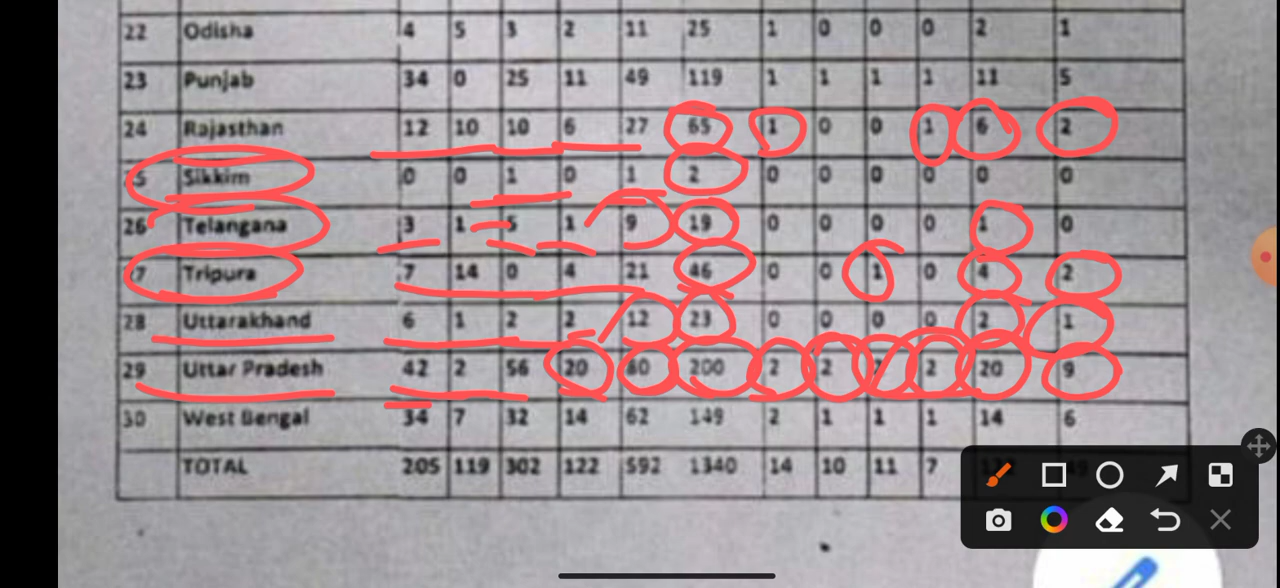 22 Odisha 4 5 3 2 11 25 1 0 0 0 2 1
23 Punjab 34 0 25 11 49 119 1 1 1 1 11 5
24 Rajasthan 12 10 10 6 27 65 1 0 0 1 6 2
Sikkim 0 0 1 0 1 2 0 0 0 0 0 0
26 Telangana 3 1 5 1 9 19 0 0 0 0 1 0
Tripura 7 14 0 4 21 46 0 0 1 0 4 2
28 Uttarakhand 6 1 2 2 12 23 0 0 0 0 2 1
29 Uttar Pradesh 42 2 56 20 80 200 2 2 2 20 9
30 West Bengal 34 7 32 14 62 149 2 1 1 1 14 6
TOTAL 205 119 302 122 592 1340 14 10 11 7